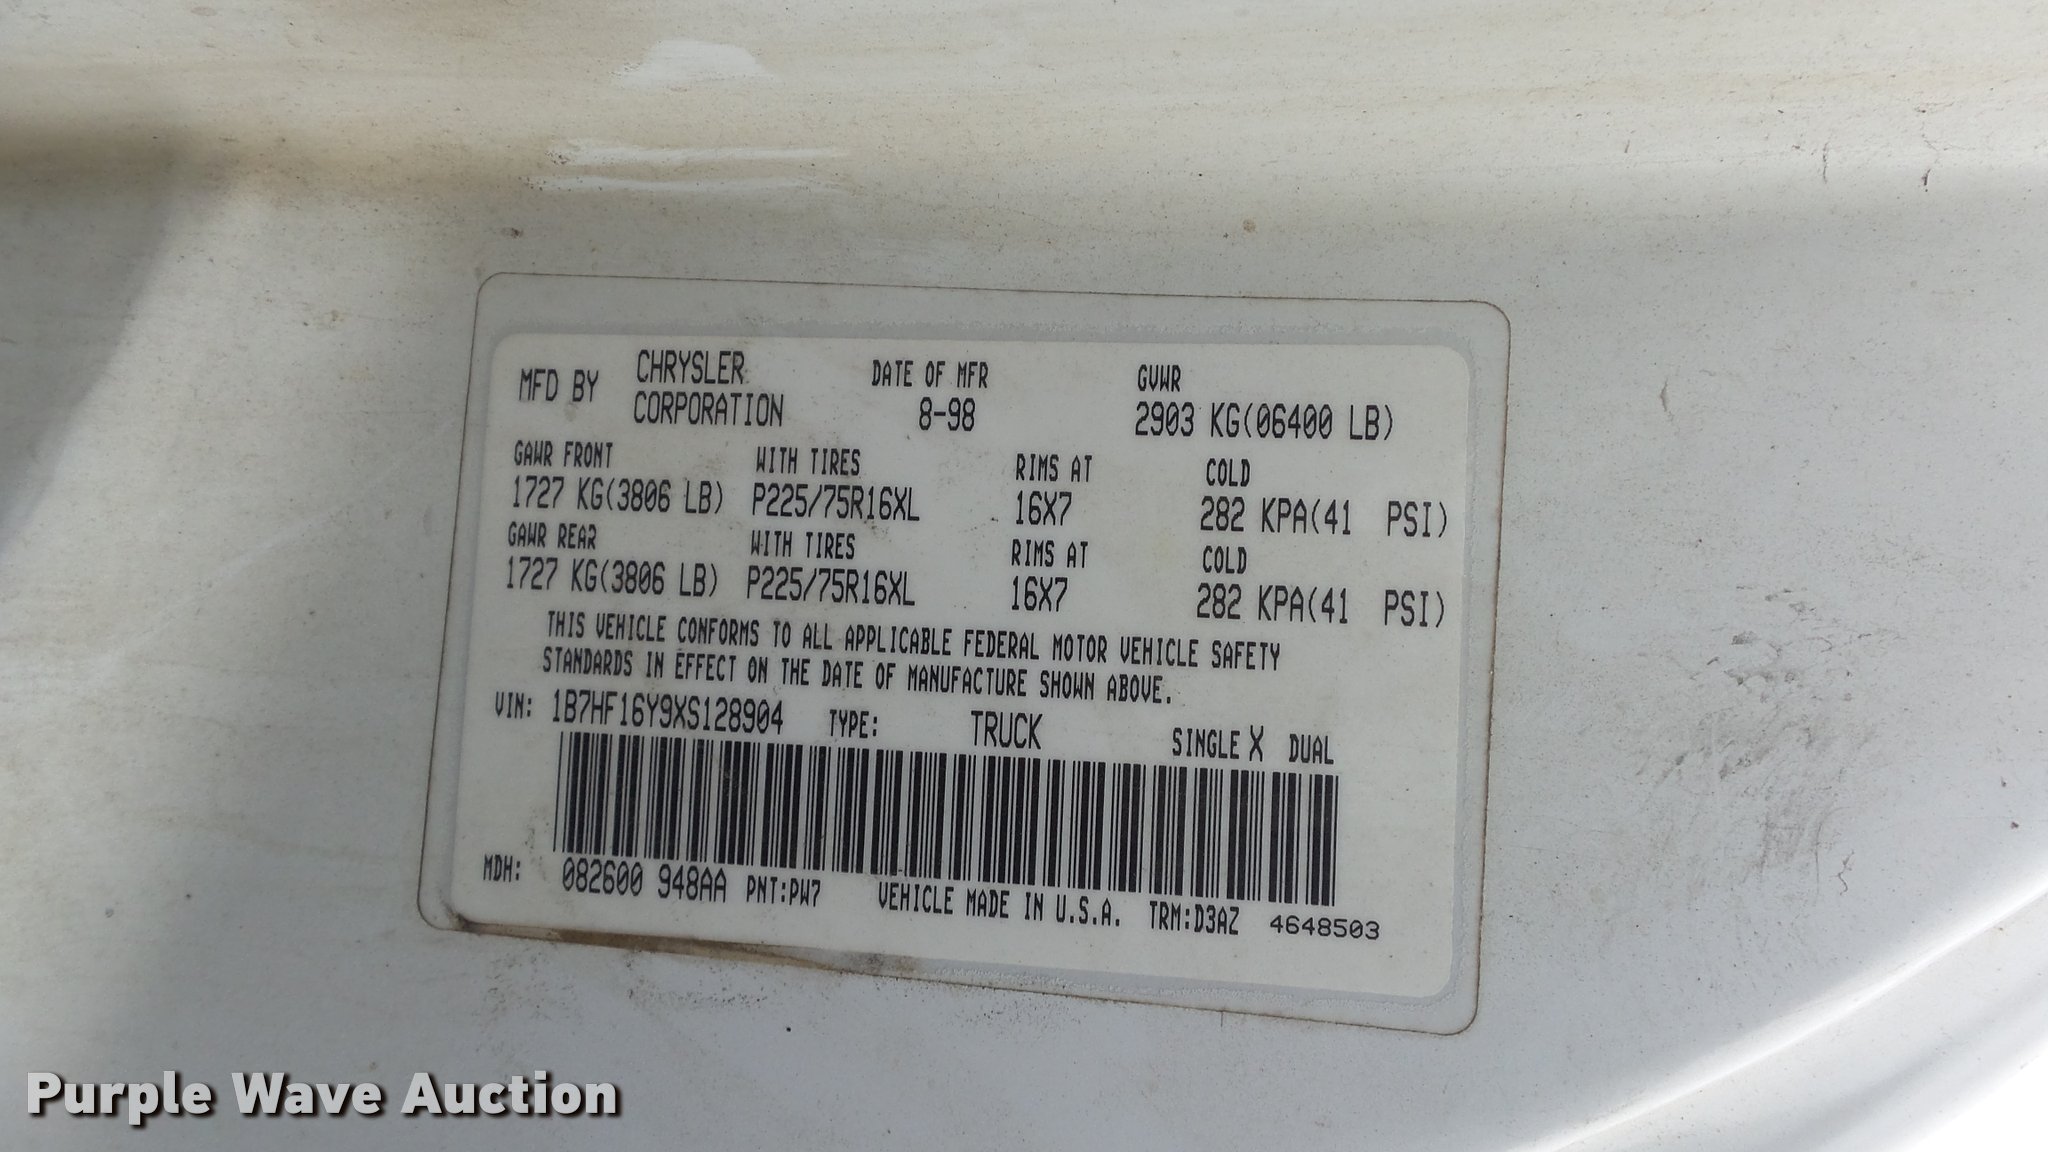 MFD BY CHRYSLER CORPORATION DATE OF MFR 8-98 GVWR 2903 KG(06400 LB)
GAWR FRONT WITH TIRES RIMS AT COLD
1727 KG(3806 LB) P225/75R16XL 16X7 282 KPA(41 PSI)
GAWR REAR WITH TIRES RIMS AT COLD
1727 KG(3806 LB) P225/75R16XL 16X7 282 KPA(41 PSI)
THIS VEHICLE CONFORMS TO ALL APPLICABLE FEDERAL MOTOR VEHICLE SAFETY
STANDARDS IN EFFECT ON THE DATE OF MANUFACTURE SHOWN ABOVE.
VIN: 1B7HF16Y9XS128904 TYPE: TRUCK SINGLE X DUAL
MDH: 082600 948AA PNT:PW7 VEHICLE MADE IN U.S.A. TRM:D3AZ 4648503
Purple Wave Auction